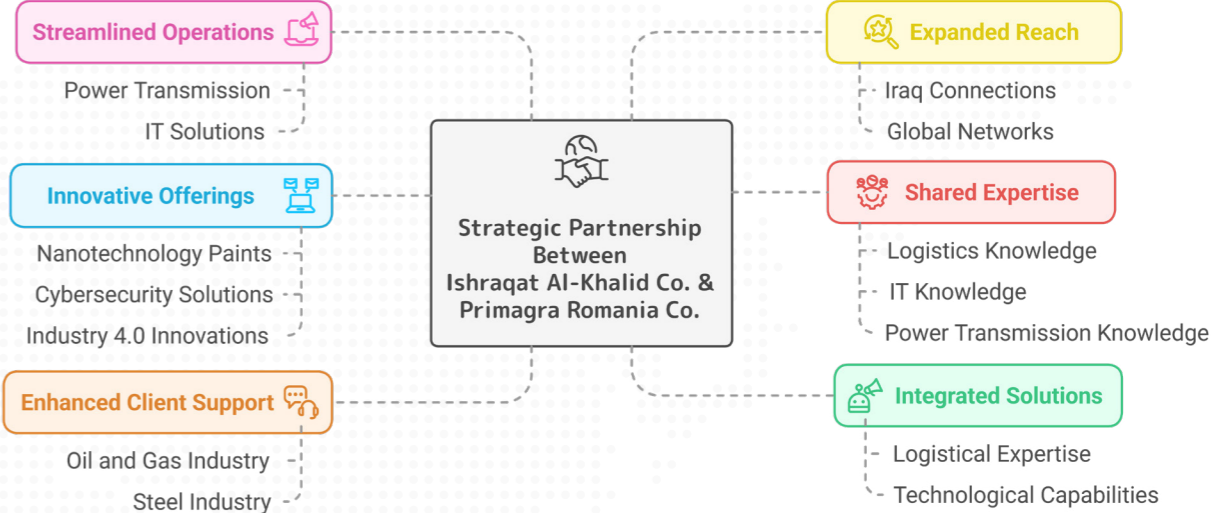 Streamlined Operations
Power Transmission
IT Solutions
Innovative Offerings
Nanotechnology Paints
Cybersecurity Solutions
Industry 4.0 Innovations
Enhanced Client Support
Oil and Gas Industry
Steel Industry
Strategic Partnership
Between
Ishraqat Al-Khalid Co. &
Primagra Romania Co.
Expanded Reach
Iraq Connections
Global Networks
Shared Expertise
Logistics Knowledge
IT Knowledge
Power Transmission Knowledge
Integrated Solutions
Logistical Expertise
Technological Capabilities